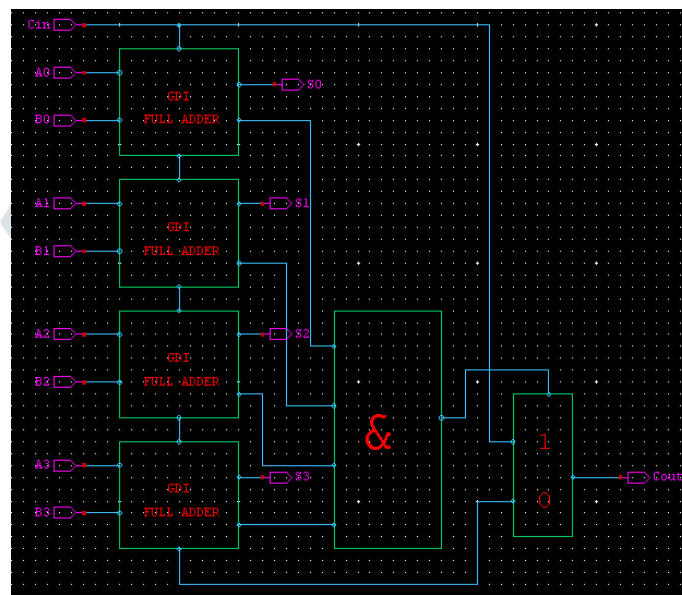 Cin
A0
S0
GDI
B0
FULL ADDER
A1
S1
GDI
B1
FULL ADDER
A2
S2
GDI
B2
FULL ADDER
&
1
A3
S3
Cout
GDI
0
B3
FULL ADDER